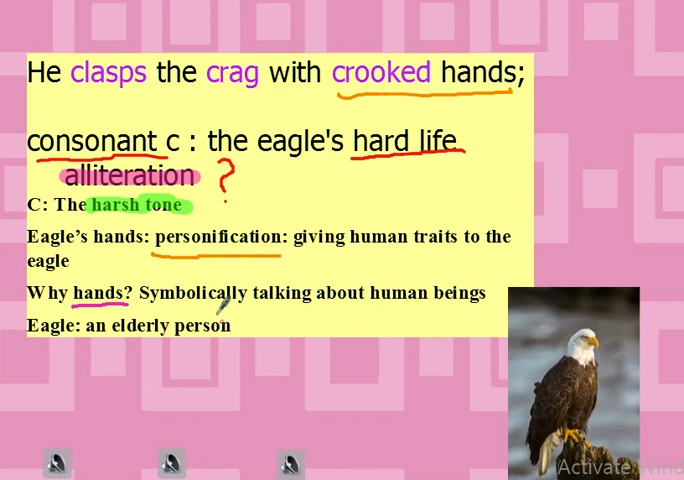 He clasps the crag with crooked hands;
consonant c : the eagle's hard life
alliteration ?
C: The harsh tone
Eagle’s hands: personification: giving human traits to the
eagle
Why hands? Symbolically talking about human beings
Eagle: an elderly person
Activate Wind